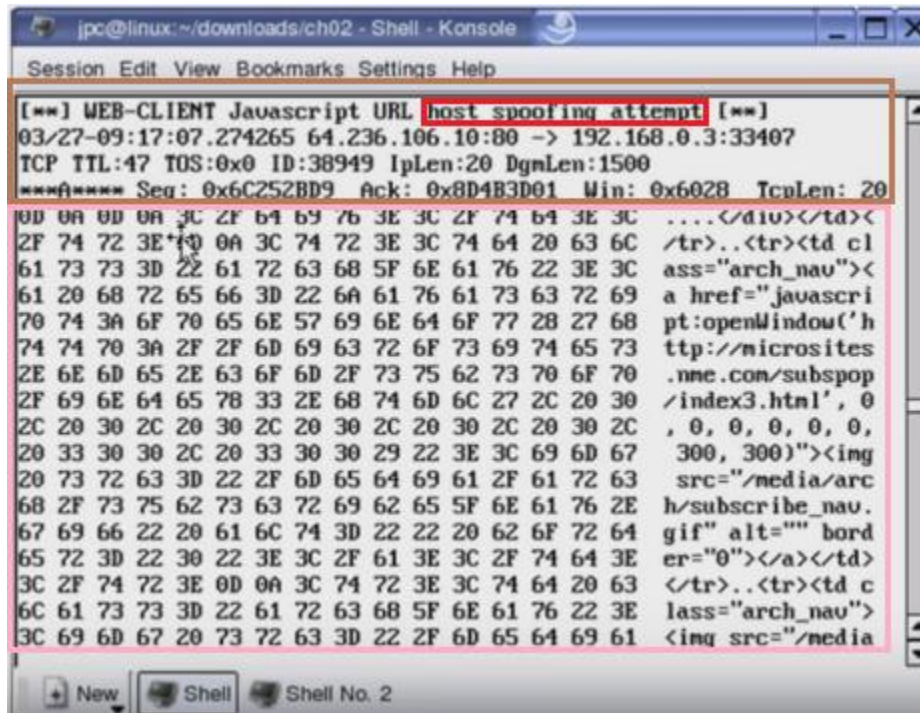 jpc@linux:~/downloads/ch02 - Shell - Konsole
Session Edit View Bookmarks Settings Help
[**] WEB-CLIENT Javascript URL host spoofing attempt [**]
03/27-09:17:07.274265 64.236.106.10:80 -> 192.168.0.3:33407
TCP TTL:47 TOS:0x0 ID:38949 IpLen:20 DgmLen:1500
***A**** Seq: 0x6C252BD9 Ack: 0x8D4B3D01 Win: 0x6028 TcpLen: 20
0D 0A 0D 0A 3C 2F 64 69 76 3E 3C 2F 74 64 3E 3C ....</div></td><
2F 74 72 3E 0A 3C 74 72 3E 3C 74 64 20 63 6C /tr>..<tr><td cl
61 73 73 3D 22 61 72 63 68 5F 6E 61 76 22 3E 3C ass="arch_nav"><
61 20 68 72 65 66 3D 22 6A 61 76 61 73 63 72 69 a href="javascri
70 74 3A 6F 70 65 6E 57 69 6E 64 6F 77 28 27 68 pt:openWindow('h
74 74 70 3A 2F 2F 6D 69 63 72 6F 73 69 74 65 73 ttp://microsites
2E 6E 6D 65 2E 63 6F 6D 2F 73 75 62 73 70 6F 70 .nme.com/subspop
2F 69 6E 64 65 78 33 2E 68 74 6D 6C 27 2C 20 30 /index3.html', 0
2C 20 30 2C 20 30 2C 20 30 2C 20 30 2C 20 30 2C , 0, 0, 0, 0, 0,
20 33 30 30 2C 20 33 30 30 29 22 3E 3C 69 6D 67 300, 300)"><img
20 73 72 63 3D 22 2F 6D 65 64 69 61 2F 61 72 63 src="/media/arc
68 2F 73 75 62 73 63 72 69 62 65 5F 6E 61 76 2E h/subscribe_nav.
67 69 66 22 20 61 6C 74 3D 22 22 20 62 6F 72 64 gif" alt="" bord
65 72 3D 22 30 22 3E 3C 2F 61 3E 3C 2F 74 64 3E er="0"></a></td>
3C 2F 74 72 3E 0D 0A 3C 74 72 3E 3C 74 64 20 63 </tr>..<tr><td c
6C 61 73 73 3D 22 61 72 63 68 5F 6E 61 76 22 3E lass="arch_nav">
3C 69 6D 67 20 73 72 63 3D 22 2F 6D 65 64 69 61 <img src="/media
New Shell Shell No. 2